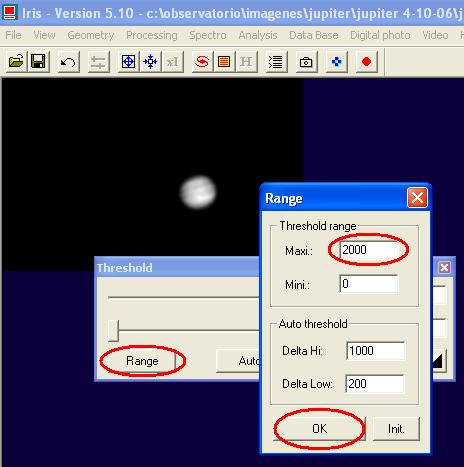 Iris - Version 5.10 - c:\observatorio\imagenes\jupiter\jupiter 4-10-06\j
File View Geometry Processing Spectro Analysis Data Base Digital photo Video
x1 H
Range
Threshold range
Maxi.: 2000
Mini.: 0
Threshold
Auto threshold
Delta Hi: 1000
Range Auto
Delta Low: 200
OK Init.